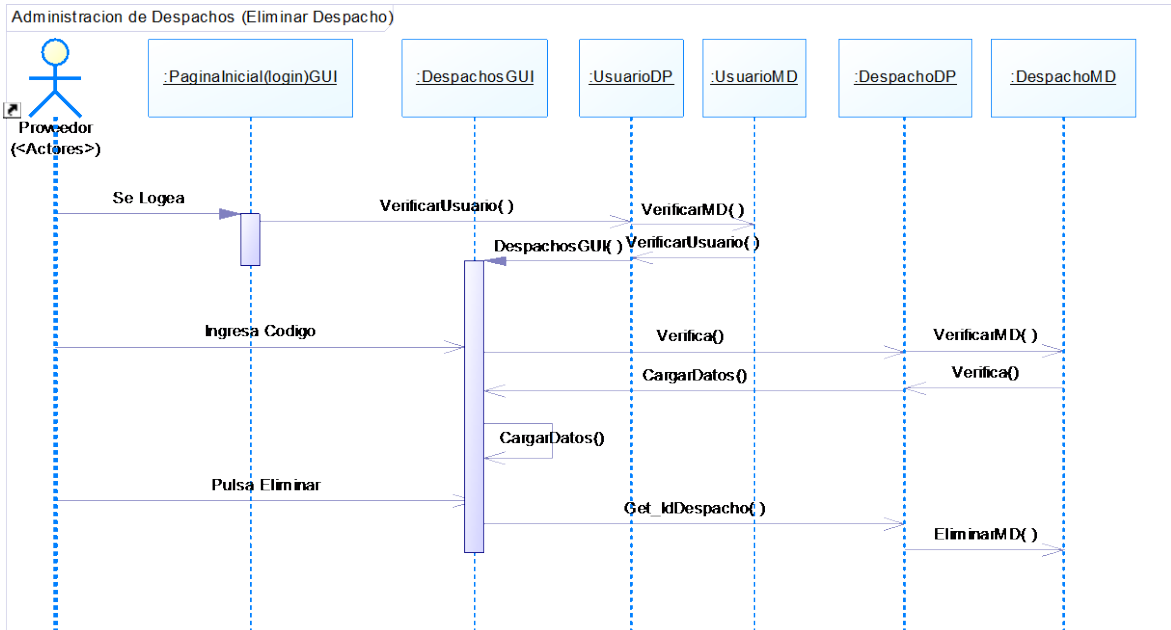 Administracion de Despachos (Eliminar Despacho)
:PaginaInicial(login)GUI
:DespachosGUI
:UsuarioDP
:UsuarioMD
:DespachoDP
:DespachoMD
Proveedor
(<Actores>)
Se Logea
VerificarUsuario( )
VerificarMD( )
DespachosGUI( )
VerificarUsuario( )
Ingresa Codigo
Verifica()
VerificarMD( )
CargarDatos()
Verifica()
CargarDatos()
Pulsa Eliminar
Get_IdDespacho( )
EliminarMD( )